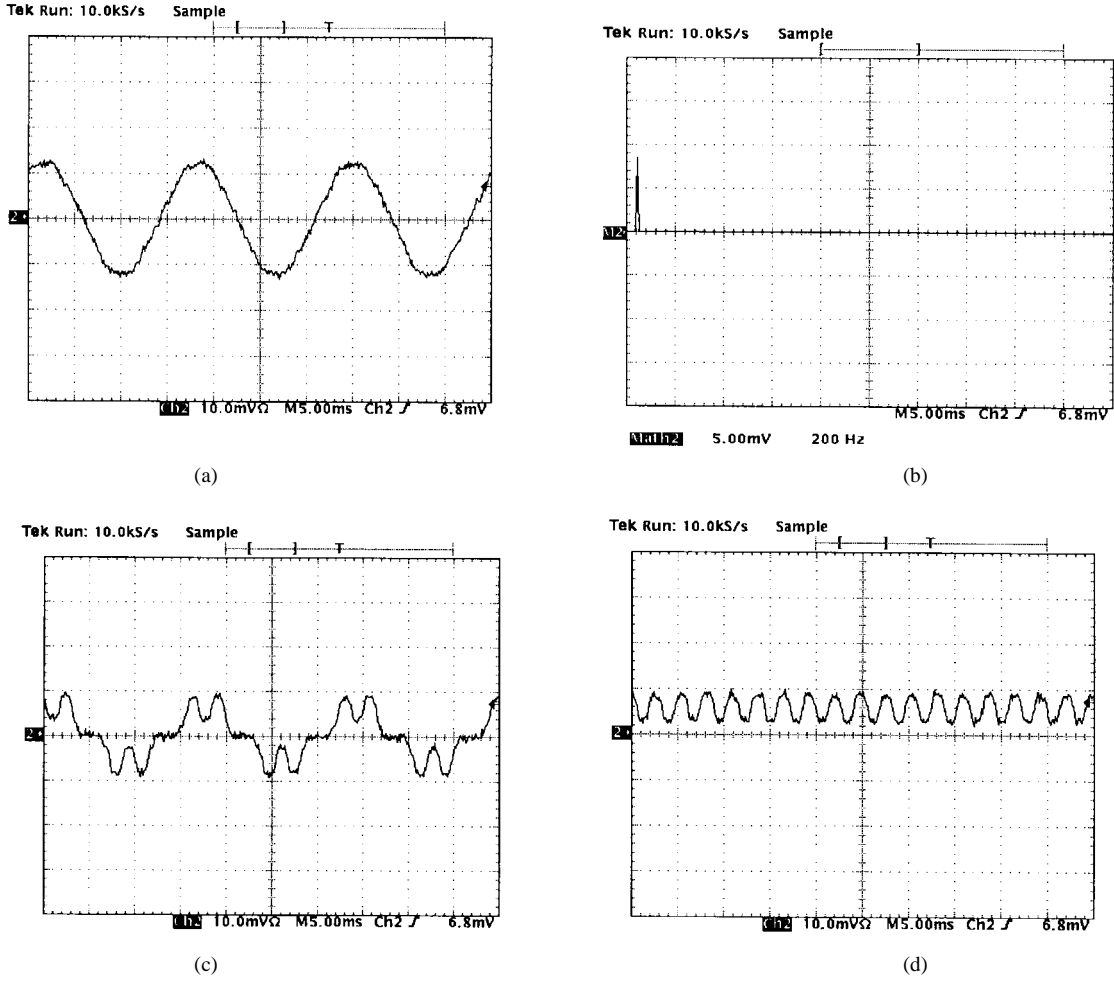 Tek Run: 10.0kS/s Sample
[ ] T
2
Ch2 10.0mVΩ M5.00ms Ch2 6.8mV
(a)
Tek Run: 10.0kS/s Sample
[ ]
M2
M5.00ms Ch2 6.8mV
Math2 5.00mV 200 Hz
(b)
Tek Run: 10.0kS/s Sample
[ ] T
2
Ch2 10.0mVΩ M5.00ms Ch2 6.8mV
(c)
Tek Run: 10.0kS/s Sample
[ ] T
2
Ch2 10.0mVΩ M5.00ms Ch2 6.8mV
(d)